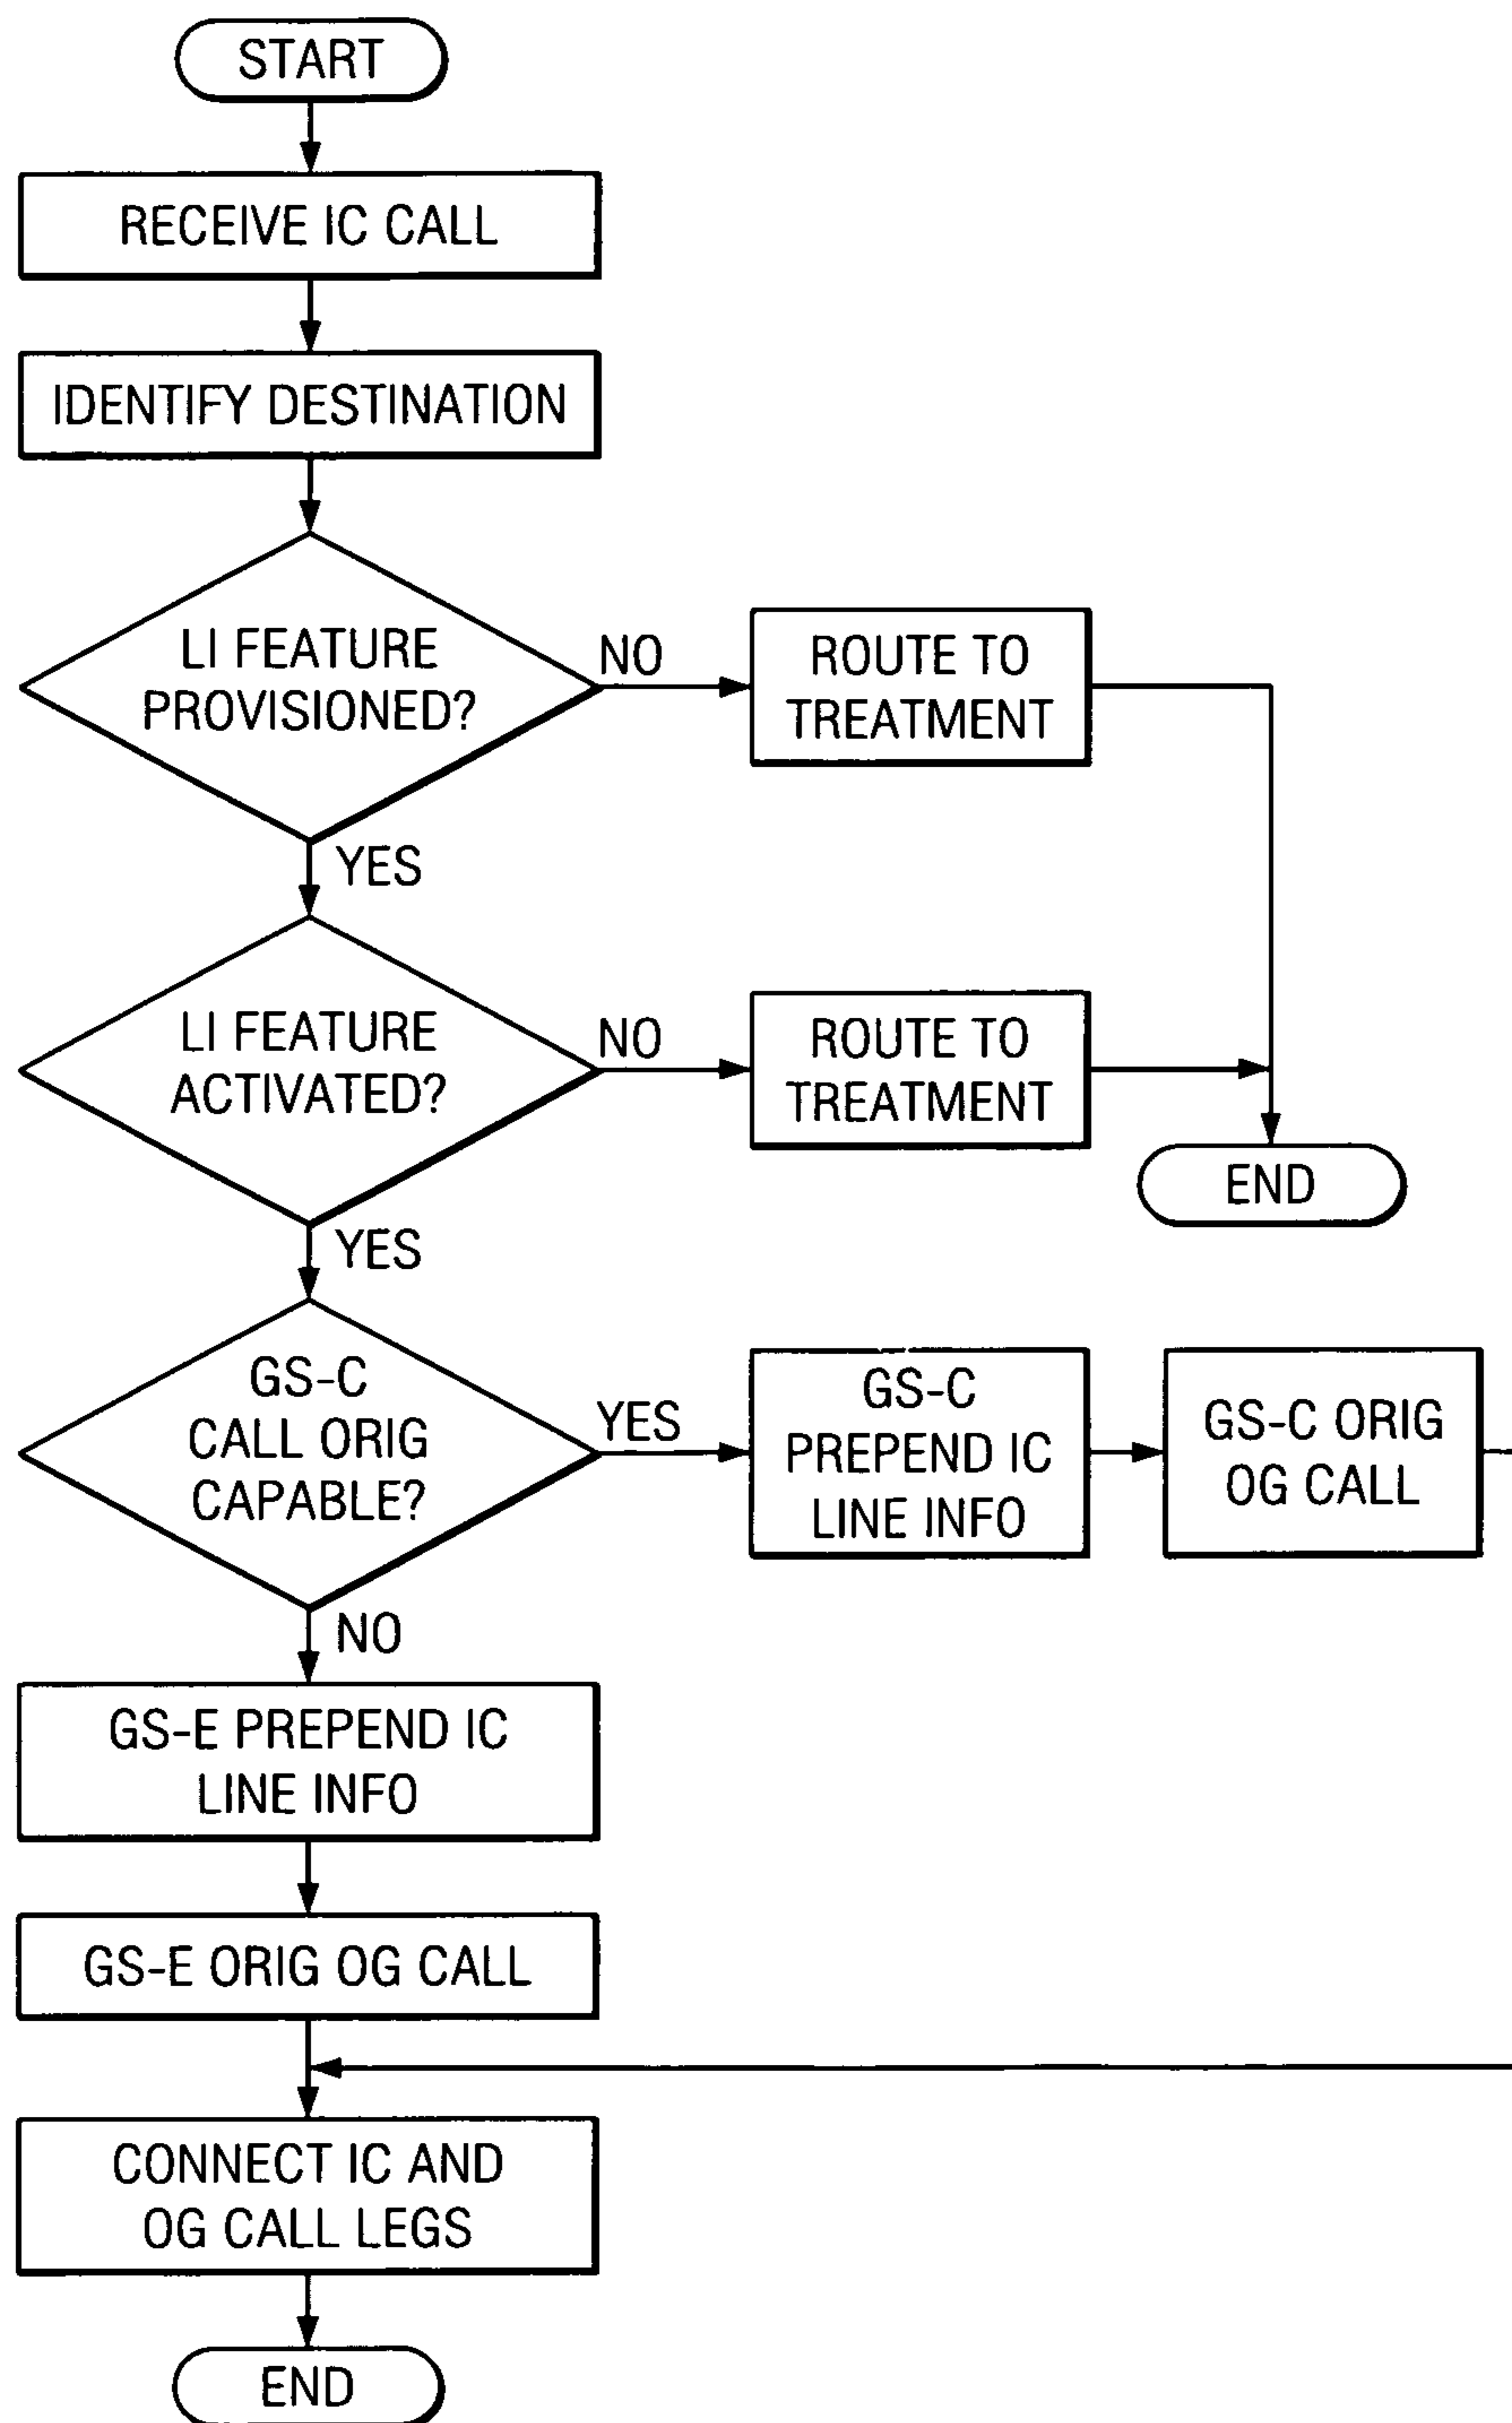 START
RECEIVE IC CALL
IDENTIFY DESTINATION
LI FEATURE
PROVISIONED?
NO
ROUTE TO
TREATMENT
YES
LI FEATURE
ACTIVATED?
NO
ROUTE TO
TREATMENT
END
YES
GS-C
CALL ORIG
CAPABLE?
YES
GS-C
PREPEND IC
LINE INFO
GS-C ORIG
OG CALL
NO
GS-E PREPEND IC
LINE INFO
GS-E ORIG OG CALL
CONNECT IC AND
OG CALL LEGS
END